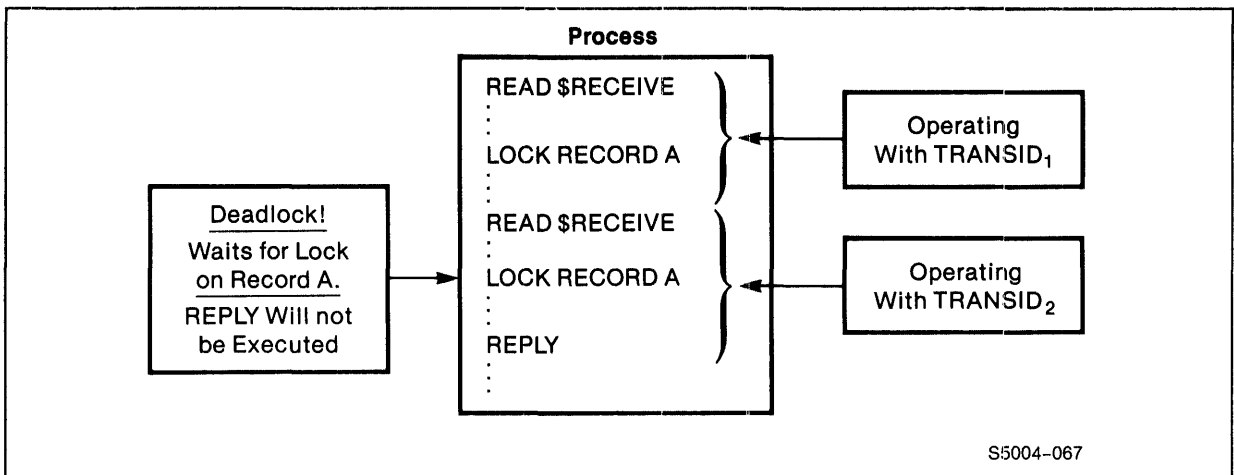 Process
READ $RECEIVE
LOCK RECORD A
READ $RECEIVE
LOCK RECORD A
REPLY
Deadlock!
Waits for Lock
on Record A.
REPLY Will not
be Executed
Operating
With TRANSID₁
Operating
With TRANSID₂
S5004-067